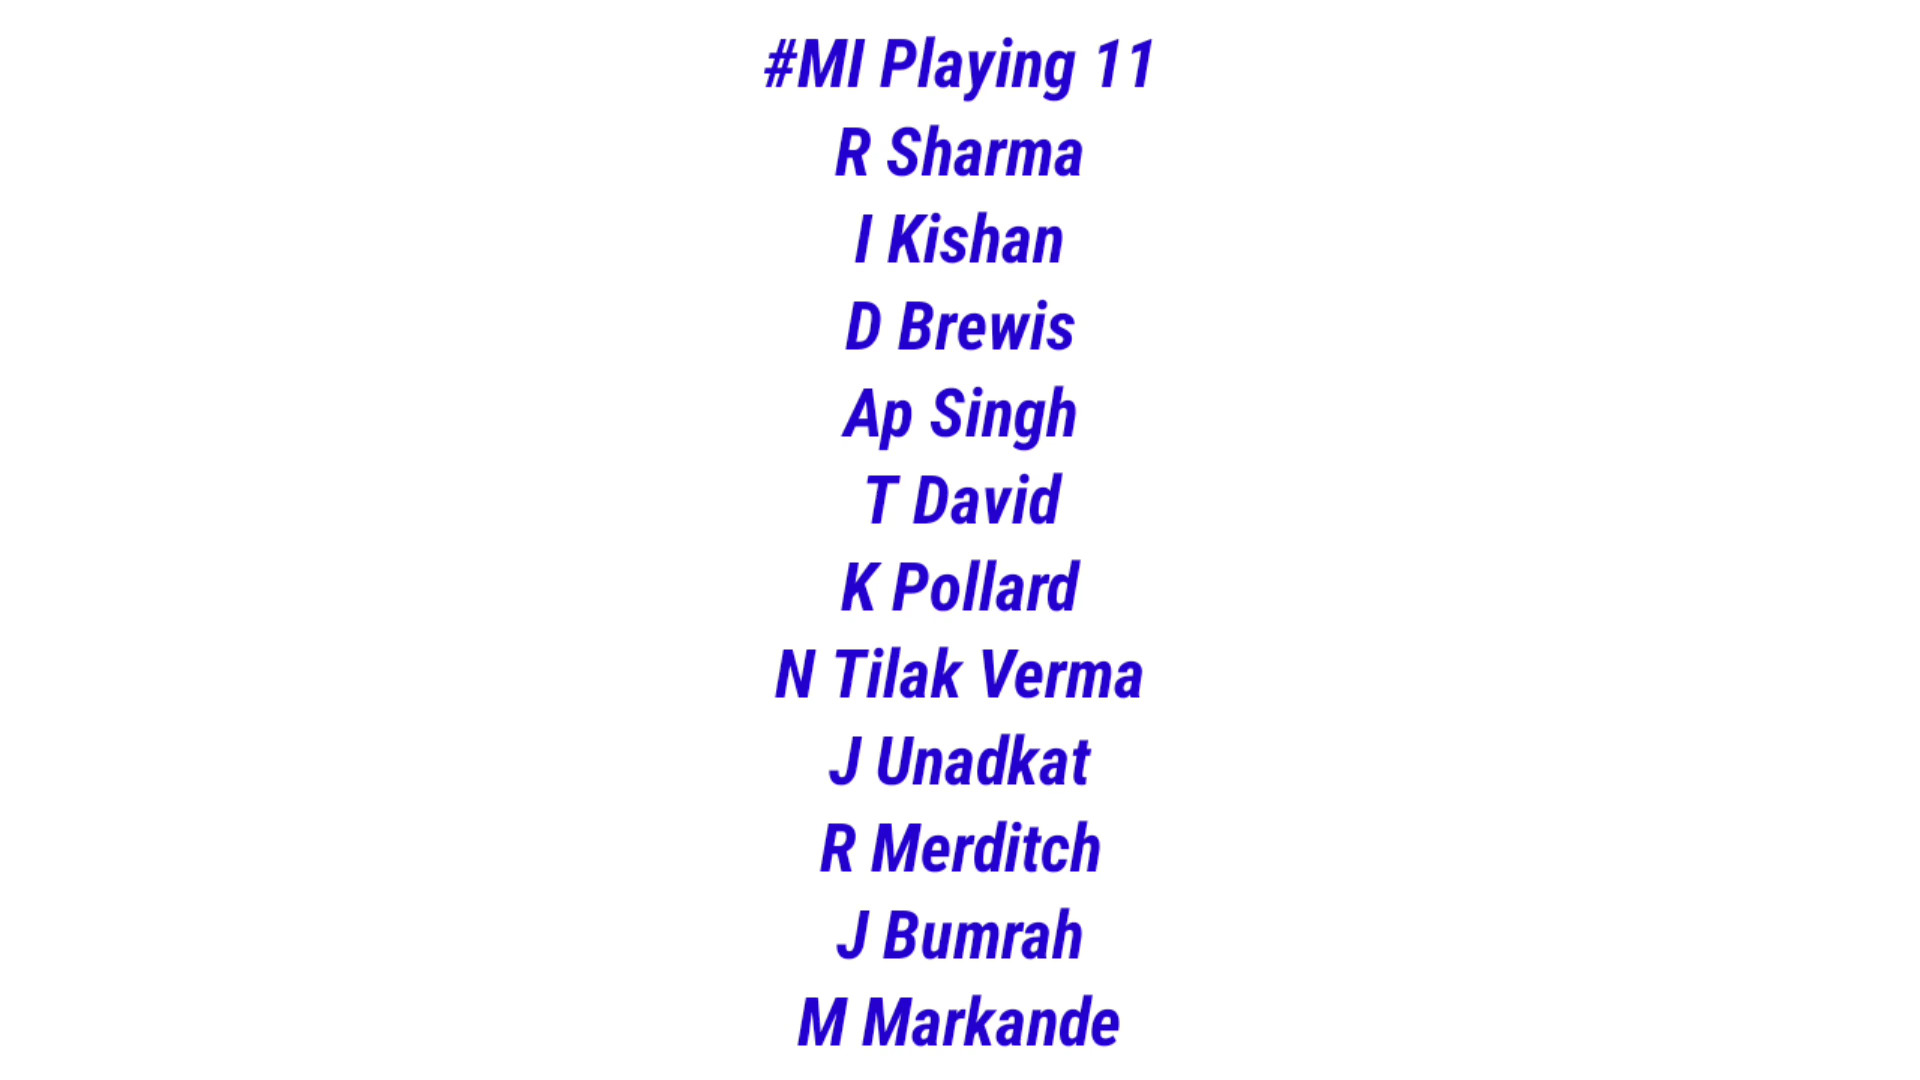 #MI Playing 11
R Sharma
I Kishan
D Brewis
Ap Singh
T David
K Pollard
N Tilak Verma
J Unadkat
R Merditch
J Bumrah
M Markande